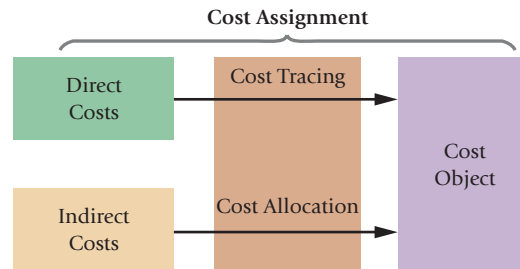 Cost Assignment
Direct
Costs
Cost Tracing
Cost
Object
Indirect
Costs
Cost Allocation